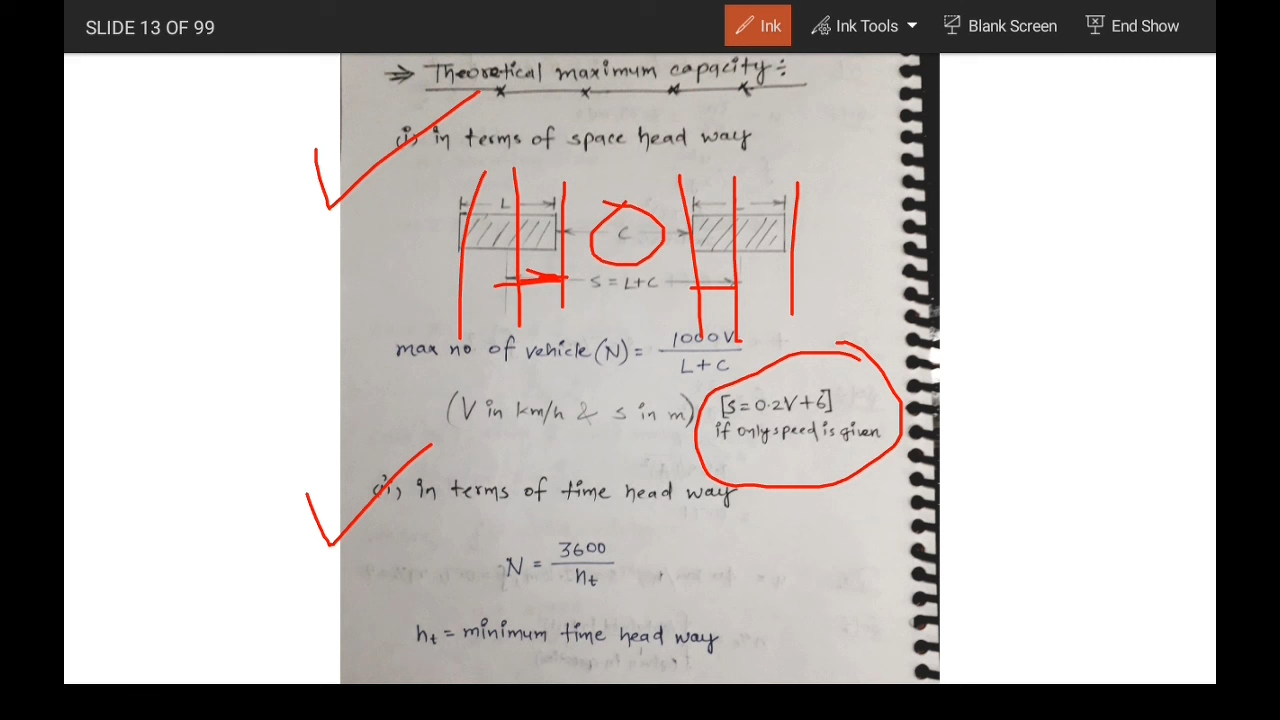 SLIDE 13 OF 99
Ink
Ink Tools
Blank Screen
End Show
⇒ Theoretical maximum capacity:-
(i) in terms of space head way
L
C
S = L+C
max no of vehicle (N) = 1000V / L+C
(V in km/h & s in m) [S=0.2V+6]
if only speed is given
(ii) in terms of time head way
N = 3600 / ht
ht = minimum time head way